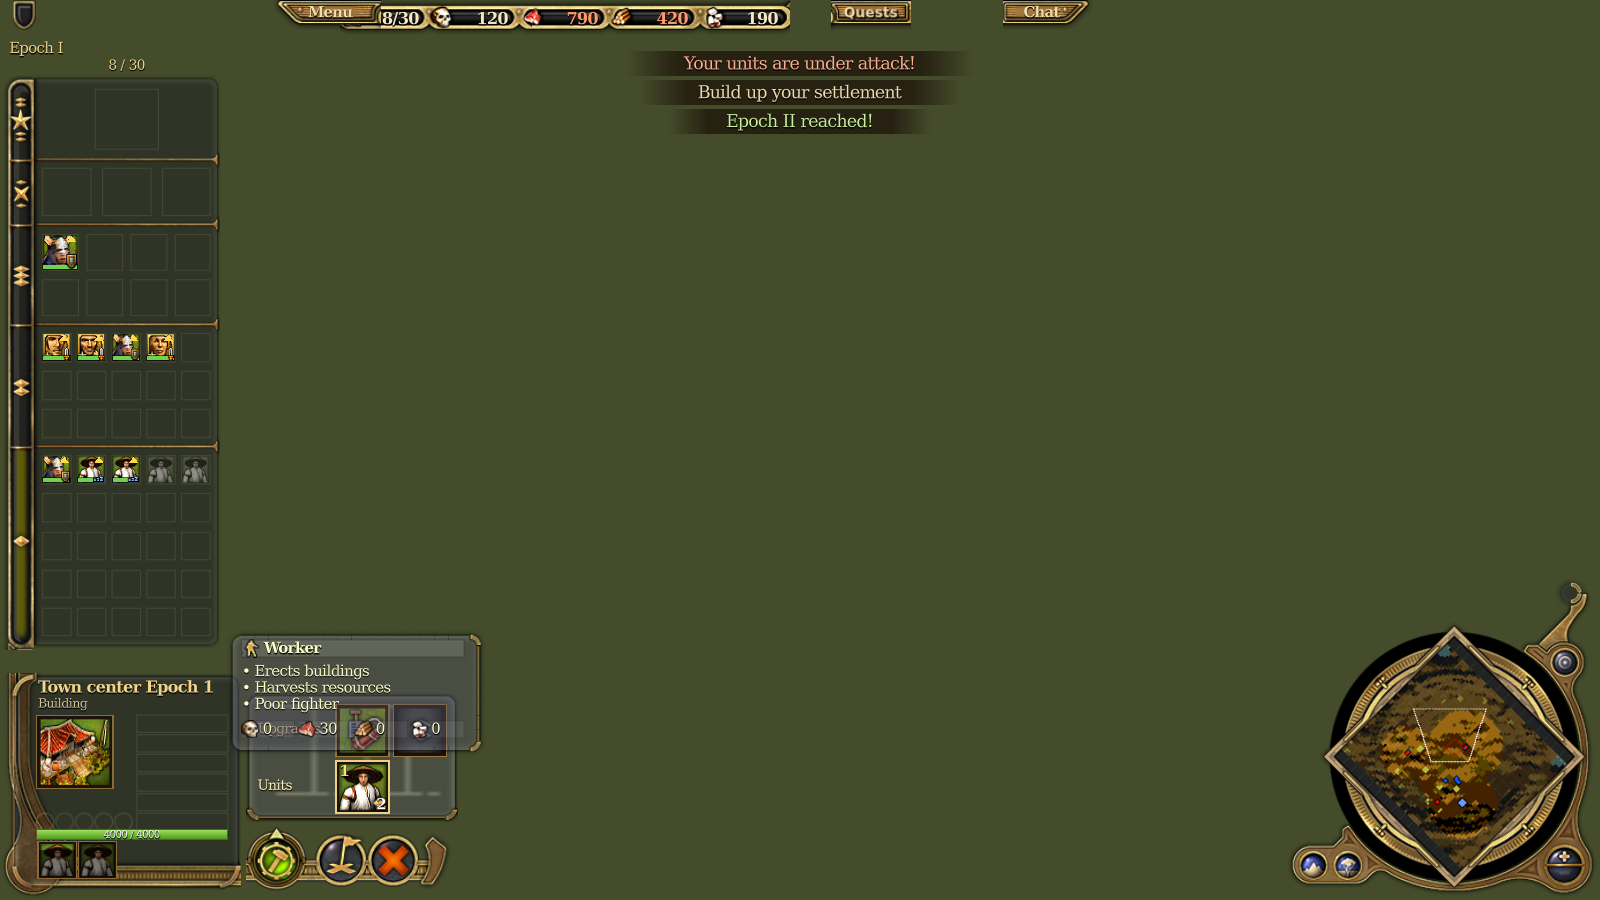 Menu
8/30
120
790
420
190
Quests
Chat
Epoch I
8 / 30
Your units are under attack!
Build up your settlement
Epoch II reached!
Worker
• Erects buildings
• Harvests resources
• Poor fighter
0
30
0
0
Town center Epoch 1
Building
Units
1
2
4000 / 4000